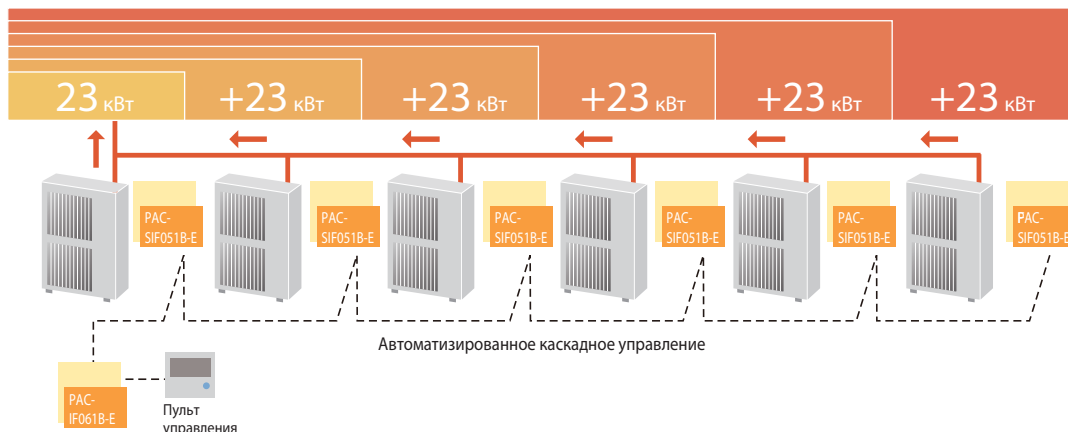 23 кВт +23 кВт +23 кВт +23 кВт +23 кВт +23 кВт
PAC-
SIF051B-E
PAC-
SIF051B-E
PAC-
SIF051B-E
PAC-
SIF051B-E
PAC-
SIF051B-E
PAC-
SIF051B-E
Автоматизированное каскадное управление
PAC-
IF061B-E
Пульт
управления